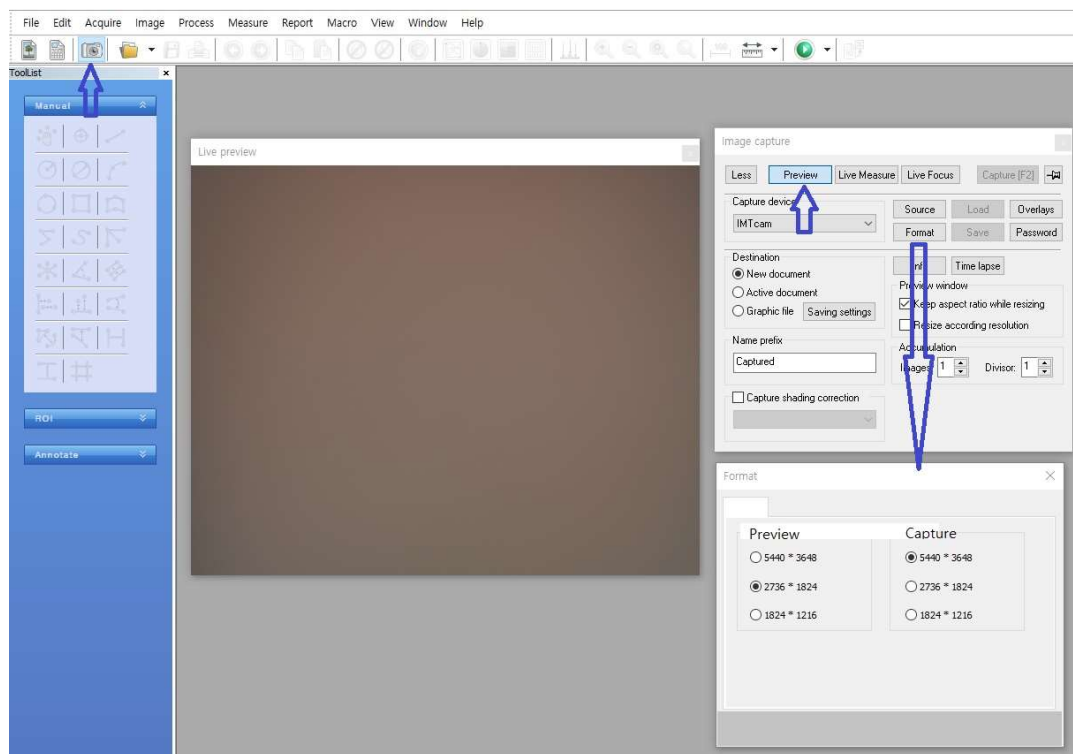 File Edit Acquire Image Process Measure Report Macro View Window Help
ToolList x
Manual
ROI
Annotate
Live preview
Image capture
Less Preview Live Measure Live Focus Capture [F2]
Capture device
IMTcam
Source Load Overlays
Format Save Password
Destination
New document
Active document
Graphic file Saving settings
Time lapse
Preview window
Keep aspect ratio while resizing
Resize according resolution
Name prefix
Captured
Accumulation
Images: 1 Divisor: 1
Capture shading correction
Format
Preview Capture
5440 * 3648 5440 * 3648
2736 * 1824 2736 * 1824
1824 * 1216 1824 * 1216